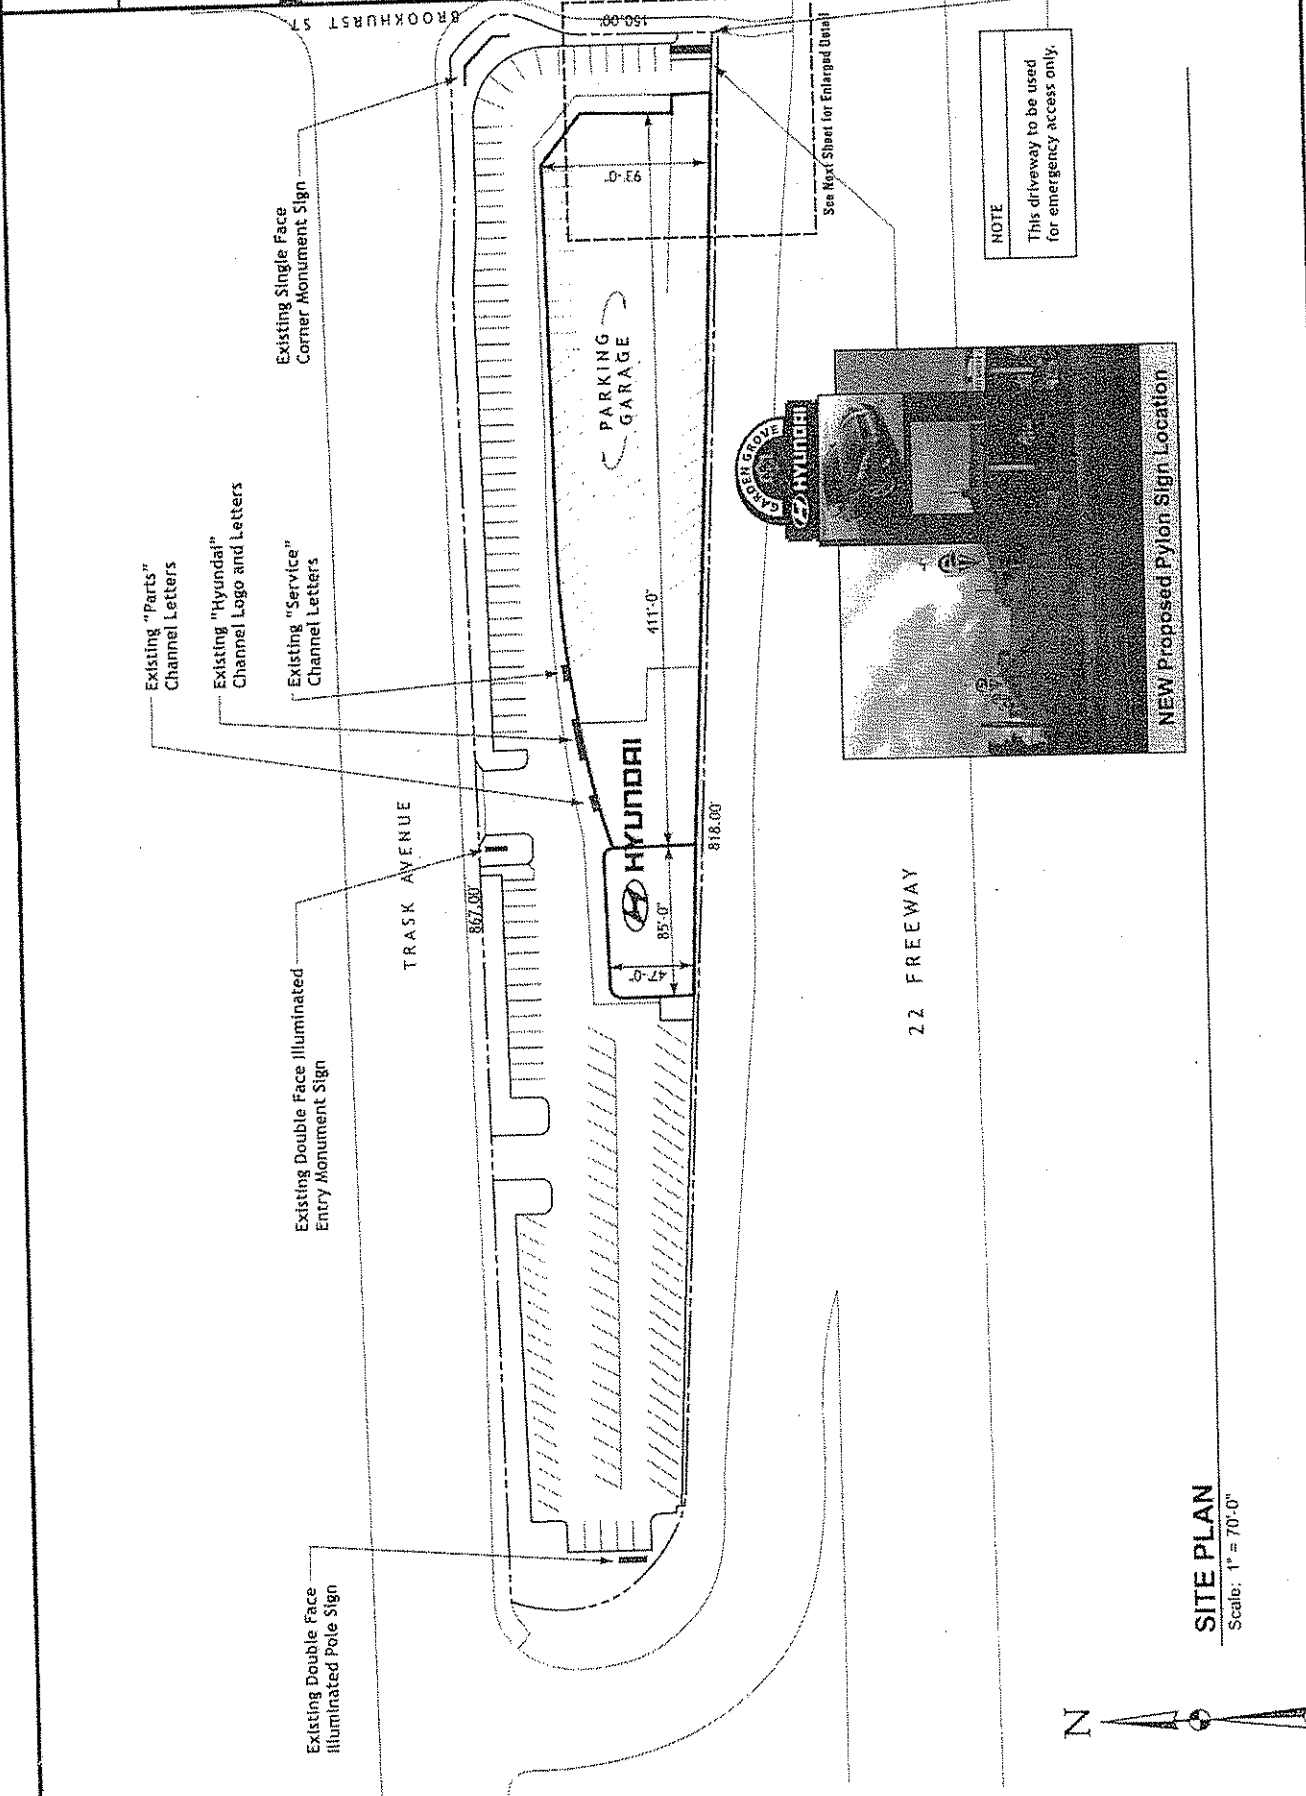 BROOKHURST ST
150.00'
Existing Single Face
Corner Monument Sign
Existing "Parts"
Channel Letters
Existing "Hyundai"
Channel Logo and Letters
Existing "Service"
Channel Letters
Existing Double Face Illuminated
Entry Monument Sign
Existing Double Face
Illuminated Pole Sign
TRASK AVENUE
867.00'
93'-0"
PARKING
GARAGE
411'-0"
HYUNDAI
85'-0"
47'-0"
818.00'
See Next Sheet for Enlarged Detail
NOTE
This driveway to be used
for emergency access only.
22 FREEWAY
GARDEN GROVE
HYUNDAI
NEW Proposed Pylon Sign Location
N
SITE PLAN
Scale: 1" = 70'-0"